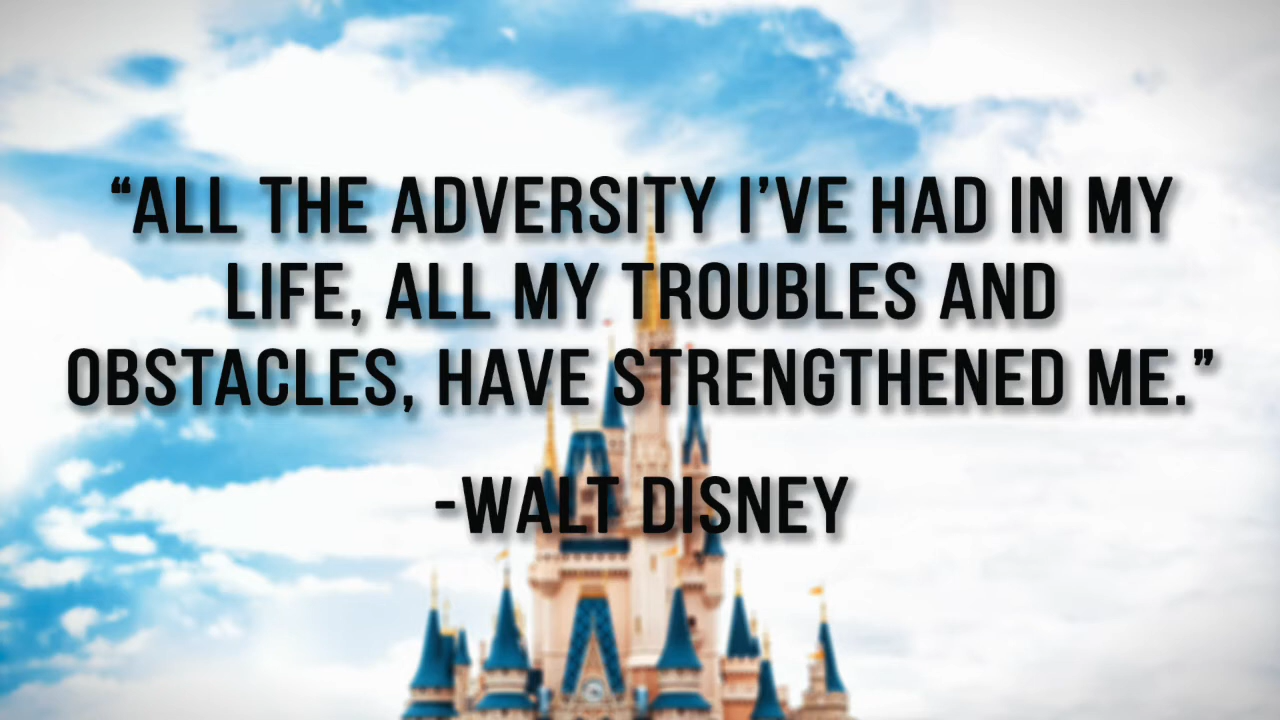 “ALL THE ADVERSITY I’VE HAD IN MY
LIFE, ALL MY TROUBLES AND
OBSTACLES, HAVE STRENGTHENED ME.”
-WALT DISNEY